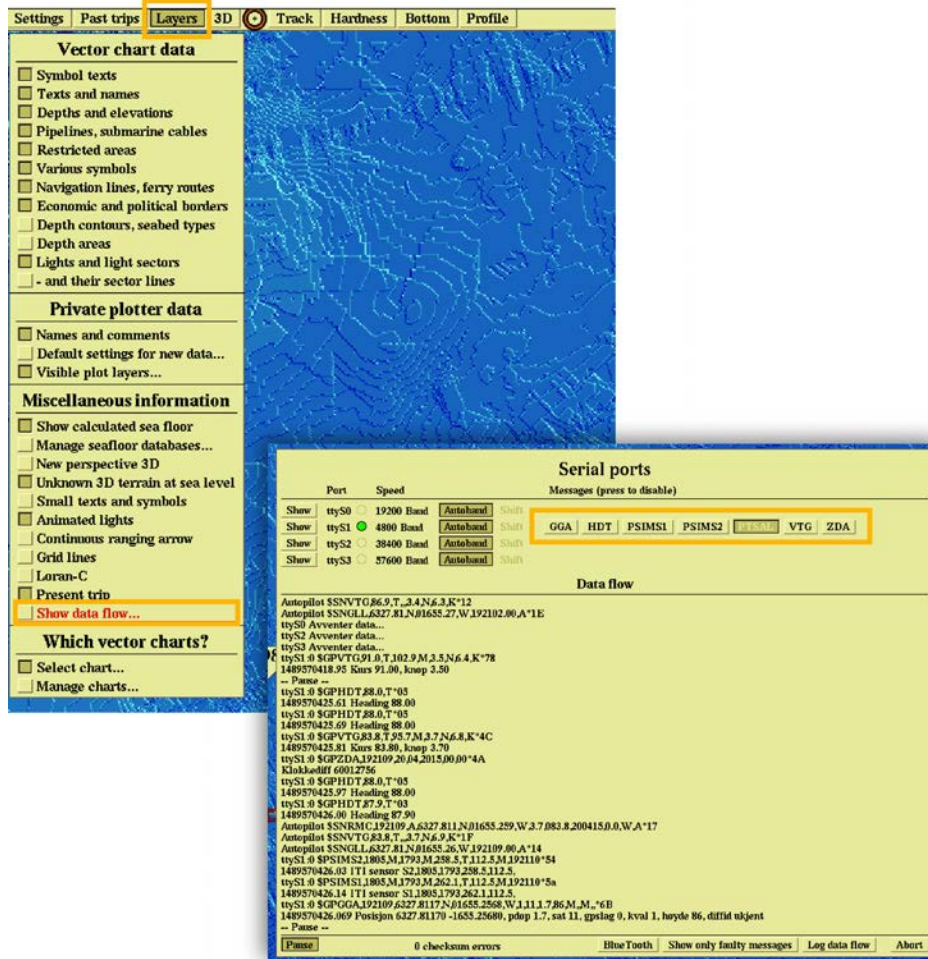 Settings Past trips Layers 3D Track Hardness Bottom Profile
Vector chart data
Symbol texts
Texts and names
Depths and elevations
Pipelines, submarine cables
Restricted areas
Various symbols
Navigation lines, ferry routes
Economic and political borders
Depth contours, seabed types
Depth areas
Lights and light sectors
- and their sector lines
Private plotter data
Names and comments
Default settings for new data...
Visible plot layers...
Miscellaneous information
Show calculated sea floor
Manage seafloor databases...
New perspective 3D
Unknown 3D terrain at sea level
Small texts and symbols
Animated lights
Continuous ranging arrow
Grid lines
Loran-C
Present trip
Show data flow...
Which vector charts?
Select chart...
Manage charts...
Serial ports
Port Speed Messages (press to disable)
Show ttyS0 19200 Baud Autobaud Shift
Show ttyS1 4800 Baud Autobaud Shift GGA HDT PSIMS1 PSIMS2 PTSAL VTG ZDA
Show ttyS2 38400 Baud Autobaud Shift
Show ttyS3 57600 Baud Autobaud Shift
Data flow
Autopilot $SNVTG,86.9,T,,,3.4,N,6.3,K*12
Autopilot $SNGLL,6327.81,N,01655.27,W,192102.00,A*1E
ttyS0 Avventer data...
ttyS2 Avventer data...
ttyS3 Avventer data...
ttyS1 :0 $GPVTG,91.0,T,102.9,M,3.5,N,6.4,K*78
1489570418.95 Kurs 91.00, knop 3.50
-- Pause --
ttyS1 :0 $GPHDT,88.0,T*05
1489570425.61 Heading 88.00
ttyS1 :0 $GPHDT,88.0,T*05
1489570425.69 Heading 88.00
ttyS1 :0 $GPVTG,83.8,T,95.7,M,3.7,N,6.8,K*4C
1489570425.81 Kurs 83.80, knop 3.70
ttyS1 :0 $GPZDA,192109,20,04,2015,00,00*4A
Klokkediff 60012756
ttyS1 :0 $GPHDT,88.0,T*05
1489570425.97 Heading 88.00
ttyS1 :0 $GPHDT,87.9,T*03
1489570426.00 Heading 87.90
Autopilot $SNRMC,192109,A,6327.811,N,01655.259,W,3.7,083.8,200415,0.0,W,A*17
Autopilot $SNVTG,83.8,T,,,3.7,N,6.9,K*1F
Autopilot $SNGLL,6327.81,N,01655.26,W,192109.00,A*14
ttyS1 :0 $PSIMS2,1805,M,1793,M,258.5,T,112.5,M,192110*54
1489570426.03 ITI sensor S2,1805,1793,258.5,112.5,
ttyS1 :0 $PSIMS1,1805,M,1793,M,262.1,T,112.5,M,192110*5a
1489570426.14 ITI sensor S1,1805,1793,262.1,112.5,
ttyS1 :0 $GPGGA,192109,6327.8117,N,01655.2568,W,1,11,1.7,86,M,,M,,*6B
1489570426.069 Posisjon 6327.81170 -1655.25680, pdop 1.7, sat 11, gpslag 0, kval 1, høyde 86, diffid ukjent
-- Pause --
Pause 0 checksum errors BlueTooth Show only faulty messages Log data flow Abort